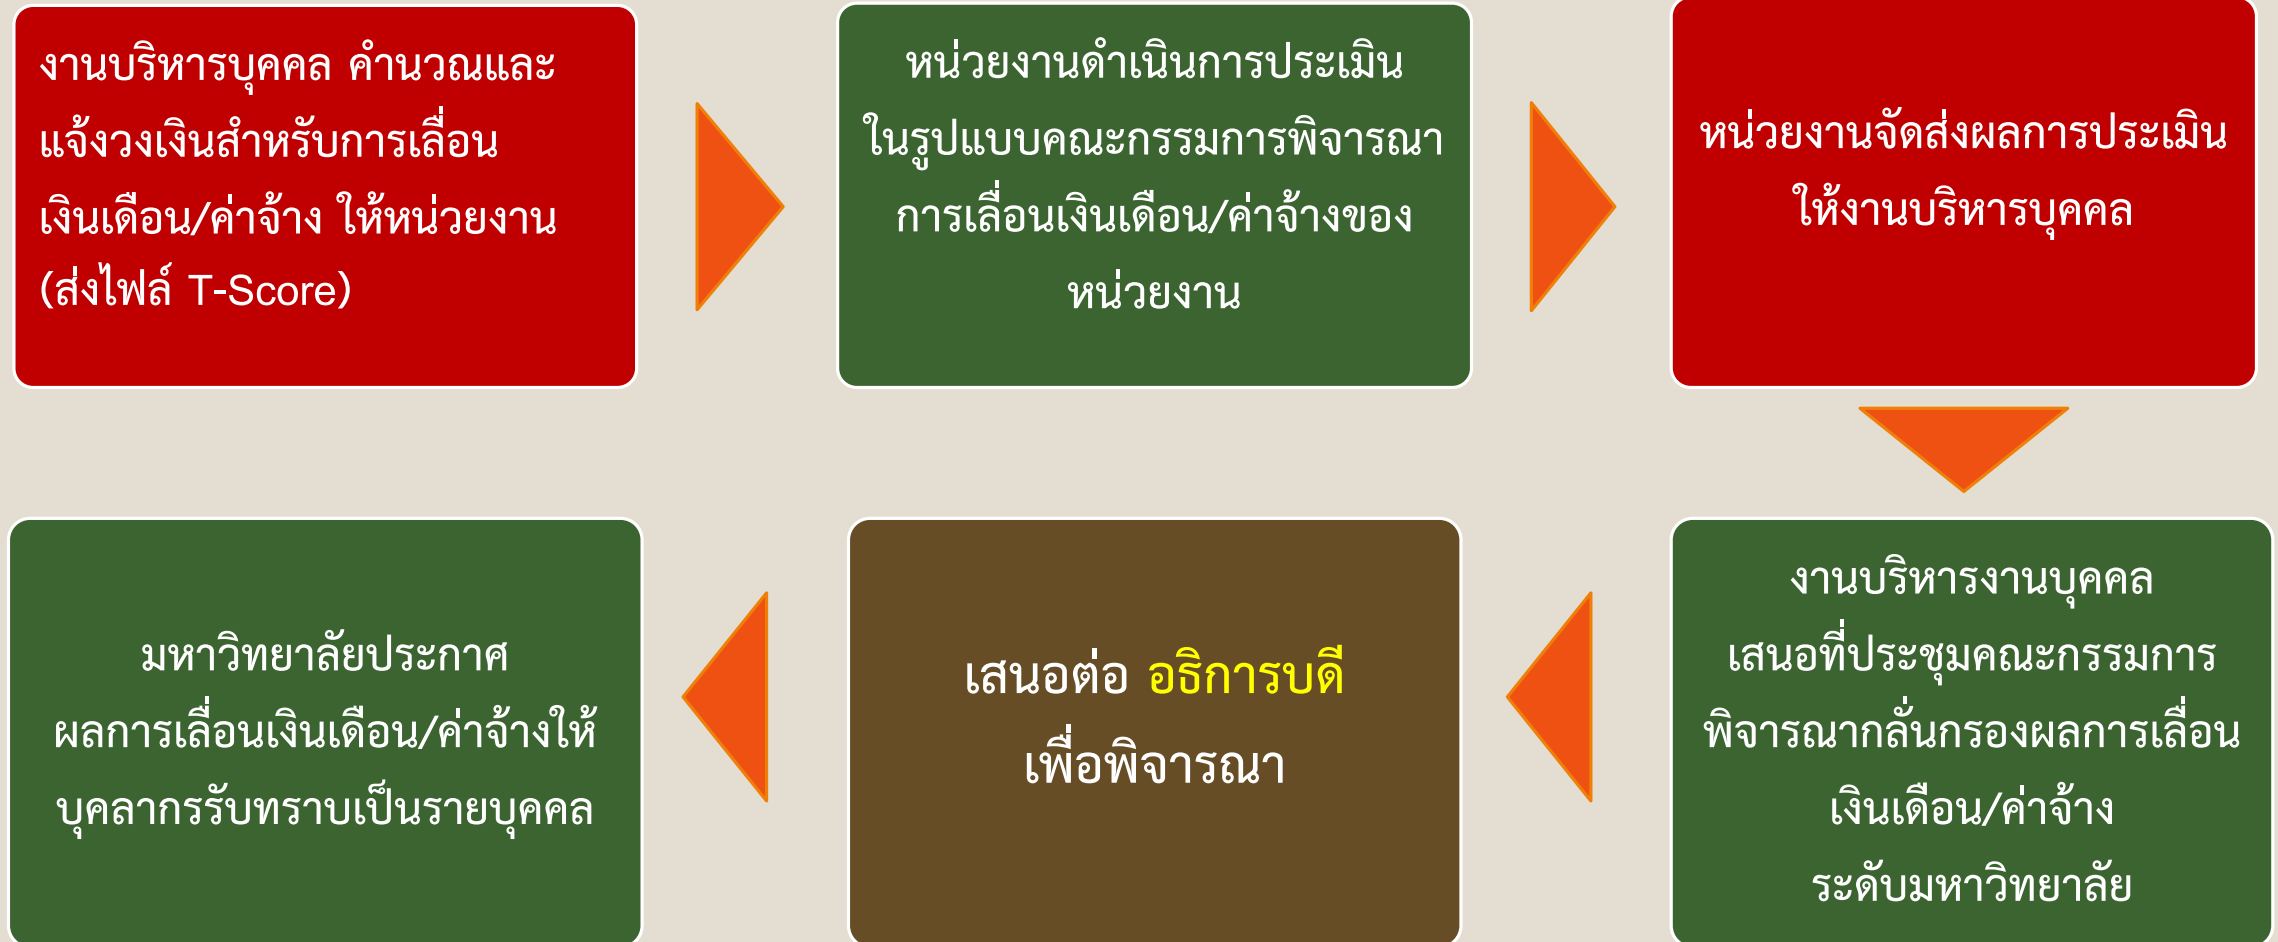 งานบริหารบุคคล คำนวณและ
แจ้งวงเงินสำหรับการเลื่อน
เงินเดือน/ค่าจ้าง ให้หน่วยงาน
(ส่งไฟล์ T-Score)
หน่วยงานดำเนินการประเมิน
ในรูปแบบคณะกรรมการพิจารณา
การเลื่อนเงินเดือน/ค่าจ้างของ
หน่วยงาน
หน่วยงานจัดส่งผลการประเมิน
ให้งานบริหารบุคคล
งานบริหารงานบุคคล
เสนอที่ประชุมคณะกรรมการ
พิจารณากลั่นกรองผลการเลื่อน
เงินเดือน/ค่าจ้าง
ระดับมหาวิทยาลัย
เสนอต่อ อธิการบดี
เพื่อพิจารณา
มหาวิทยาลัยประกาศ
ผลการเลื่อนเงินเดือน/ค่าจ้างให้
บุคลากรรับทราบเป็นรายบุคคล